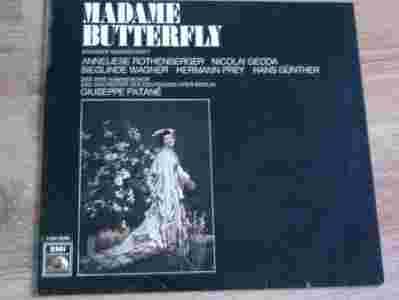 MADAME
BUTTERFLY
ANNELIESE ROTHENBERGER NICOLAI GEDDA
SIEGLINDE WAGNER HERMANN PREY HANS GÜNTHER
GIUSEPPE PATANÈ
EMI